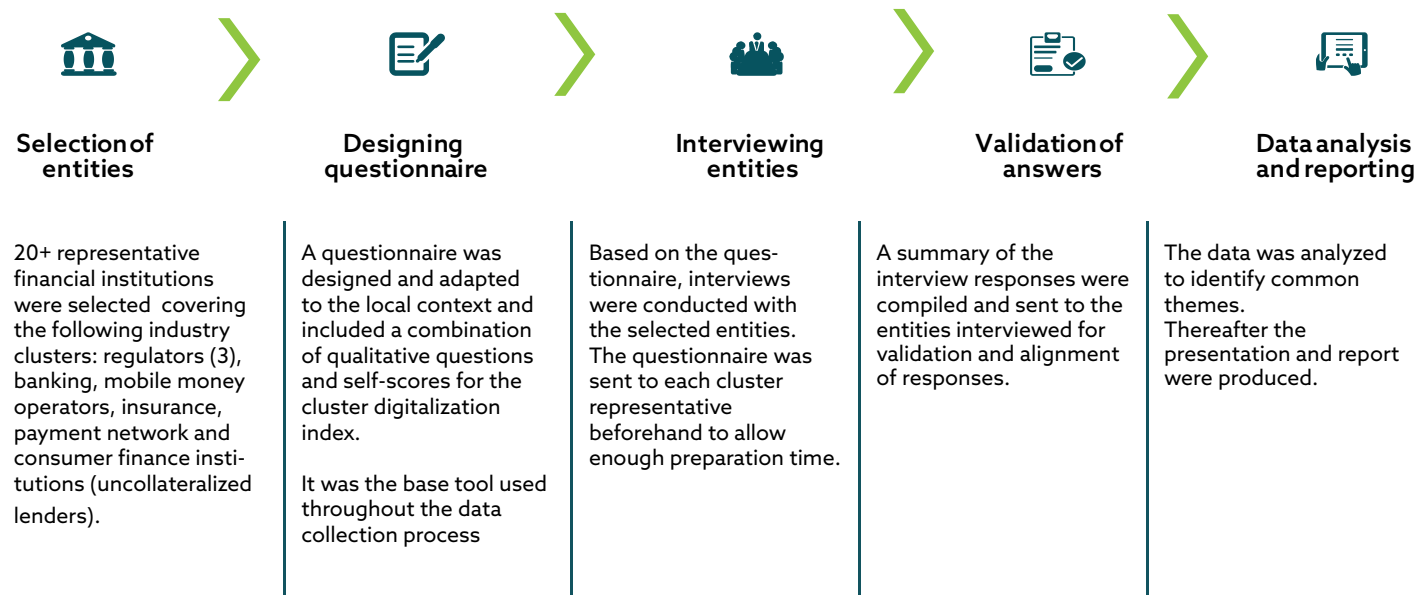 Selection of
entities
Designing
questionnaire
Interviewing
entities
Validation of
answers
Data analysis
and reporting
20+ representative
financial institutions
were selected covering
the following industry
clusters: regulators (3),
banking, mobile money
operators, insurance,
payment network and
consumer finance insti-
tutions (uncollateralized
lenders).
A questionnaire was
designed and adapted
to the local context and
included a combination
of qualitative questions
and self-scores for the
cluster digitalization
index.
It was the base tool used
throughout the data
collection process
Based on the ques-
tionnaire, interviews
were conducted with
the selected entities.
The questionnaire was
sent to each cluster
representative
beforehand to allow
enough preparation time.
A summary of the
interview responses were
compiled and sent to the
entities interviewed for
validation and alignment
of responses.
The data was analyzed
to identify common
themes.
Thereafter the
presentation and report
were produced.